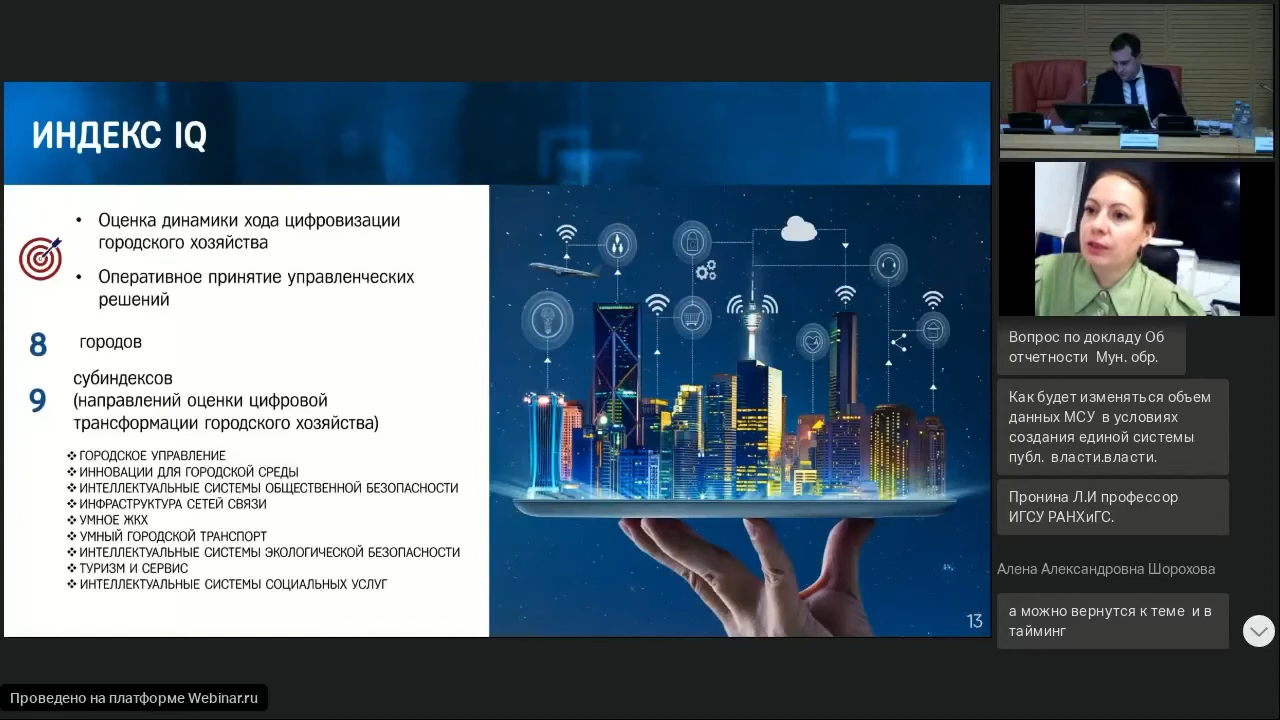 ИНДЕКС IQ
• Оценка динамики хода цифровизации
городского хозяйства
• Оперативное принятие управленческих
решений
8 городов
9 субиндексов
(направлений оценки цифровой
трансформации городского хозяйства)
❖ ГОРОДСКОЕ УПРАВЛЕНИЕ
❖ ИННОВАЦИИ ДЛЯ ГОРОДСКОЙ СРЕДЫ
❖ ИНТЕЛЛЕКТУАЛЬНЫЕ СИСТЕМЫ ОБЩЕСТВЕННОЙ БЕЗОПАСНОСТИ
❖ ИНФРАСТРУКТУРА СЕТЕЙ СВЯЗИ
❖ УМНОЕ ЖКХ
❖ УМНЫЙ ГОРОДСКОЙ ТРАНСПОРТ
❖ ИНТЕЛЛЕКТУАЛЬНЫЕ СИСТЕМЫ ЭКОЛОГИЧЕСКОЙ БЕЗОПАСНОСТИ
❖ ТУРИЗМ И СЕРВИС
❖ ИНТЕЛЛЕКТУАЛЬНЫЕ СИСТЕМЫ СОЦИАЛЬНЫХ УСЛУГ
13
Вопрос по докладу Об
отчетности Мун. обр.
Как будет изменяться объем
данных МСУ в условиях
создания единой системы
публ. власти.власти.
Пронина Л.И профессор
ИГСУ РАНХиГС.
Алена Александровна Шорохова
а можно вернутся к теме и в
тайминг
Проведено на платформе Webinar.ru